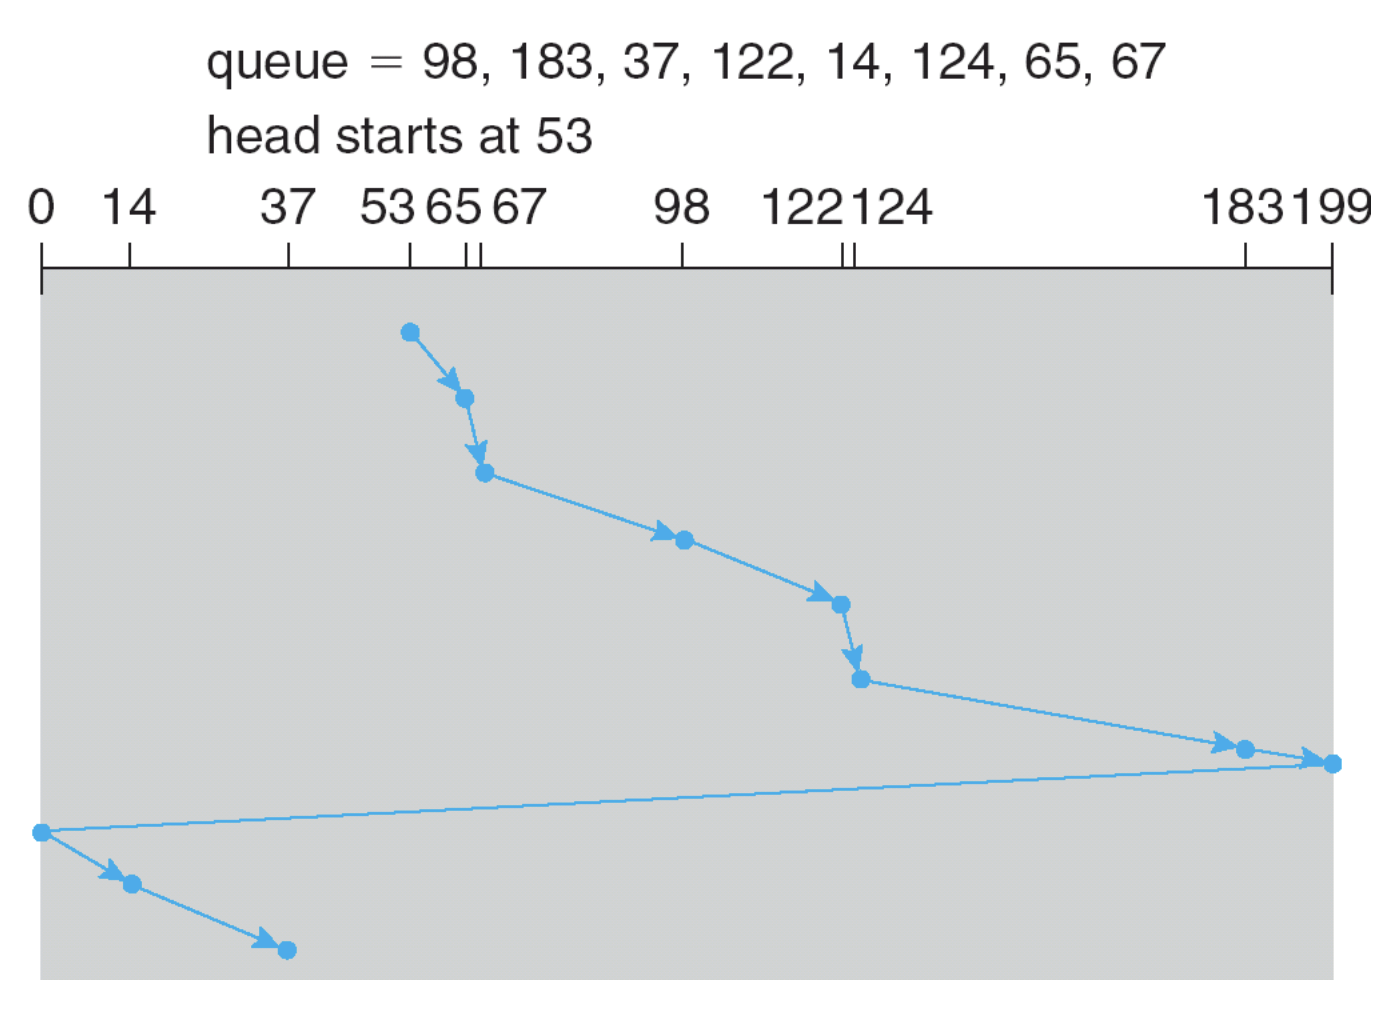 queue = 98, 183, 37, 122, 14, 124, 65, 67
head starts at 53
0 14 37 53 65 67 98 122 124 183 199